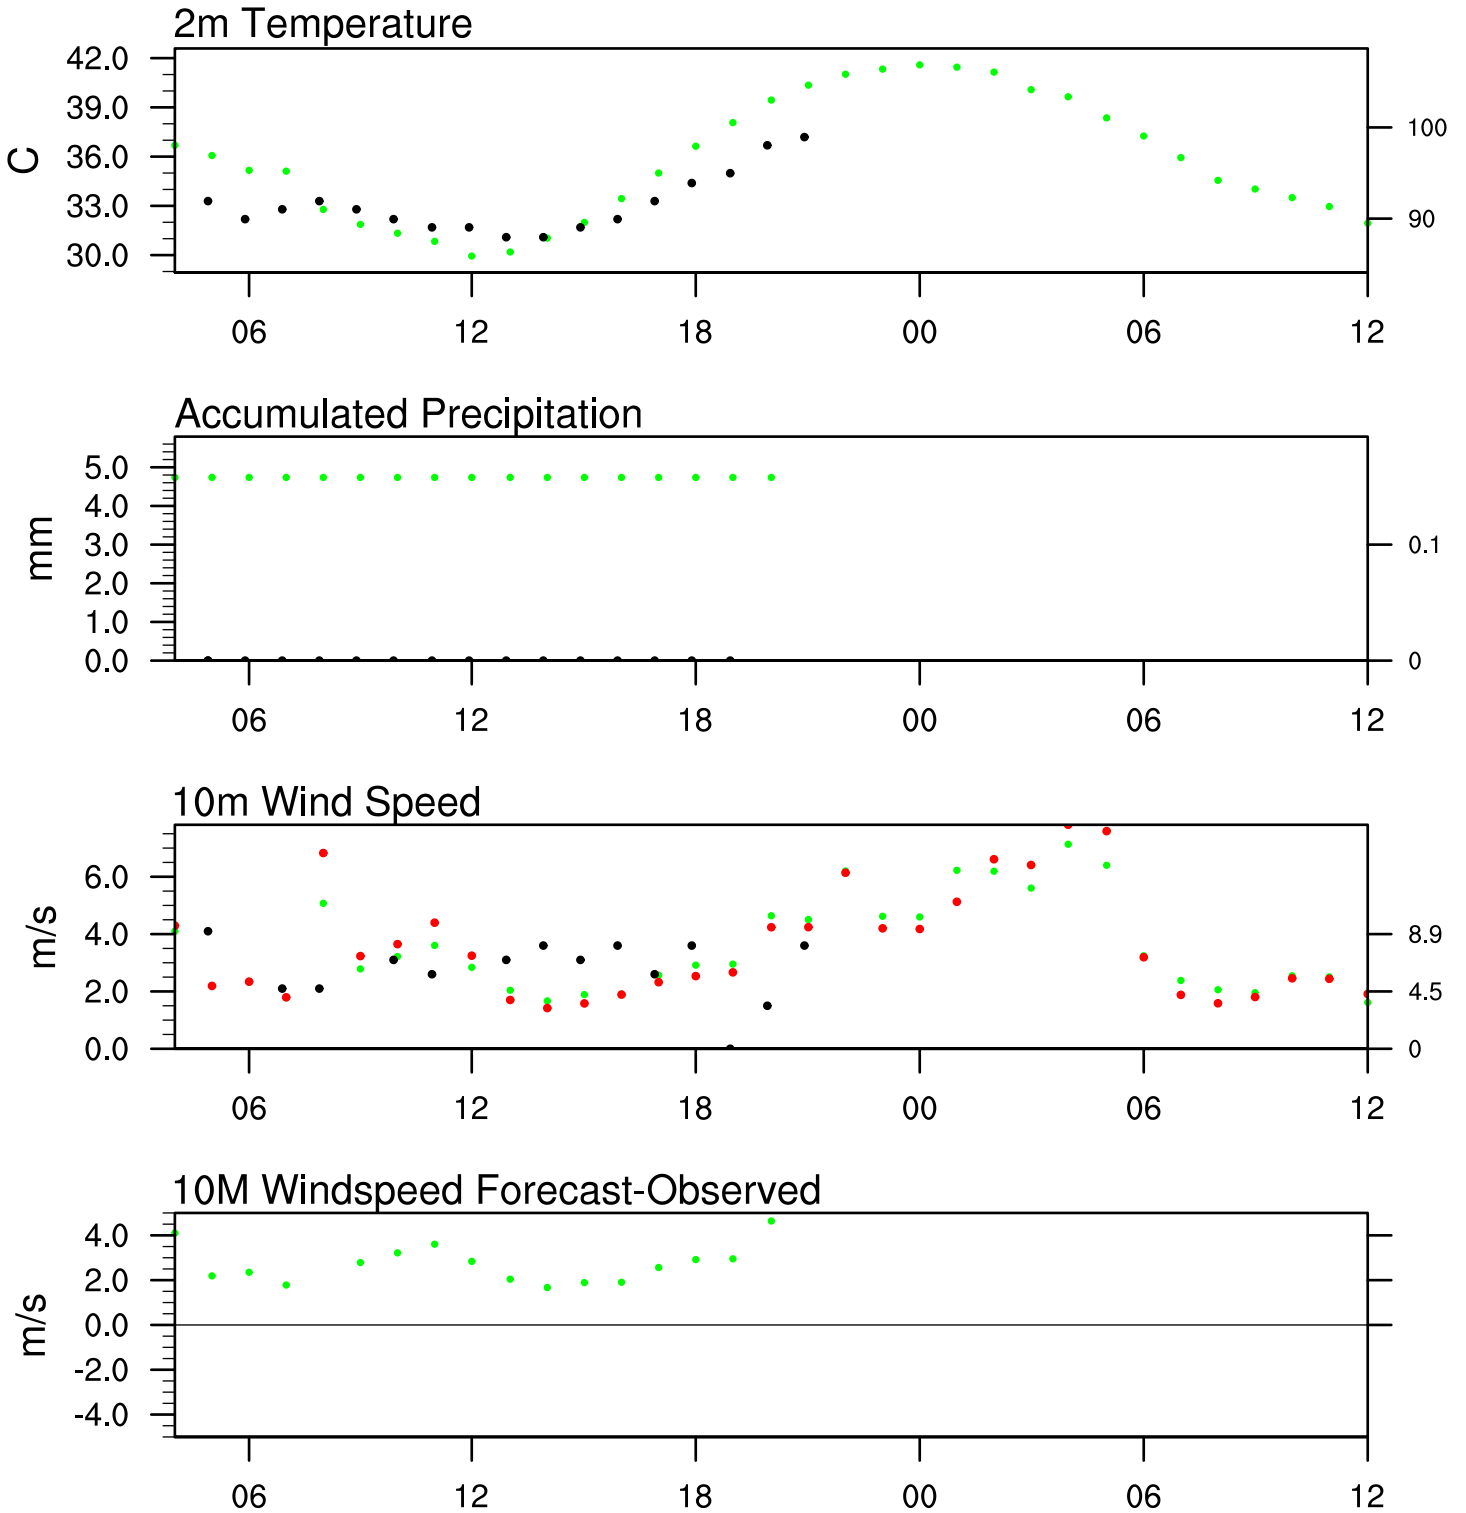 2m Temperature
42.0
39.0
36.0
33.0
30.0
C
100
90
06 12 18 00 06 12
Accumulated Precipitation
5.0
4.0
3.0
2.0
1.0
0.0
mm
0.1
0
06 12 18 00 06 12
10m Wind Speed
6.0
4.0
2.0
0.0
m/s
8.9
4.5
0
06 12 18 00 06 12
10M Windspeed Forecast-Observed
4.0
2.0
0.0
-2.0
-4.0
m/s
06 12 18 00 06 12